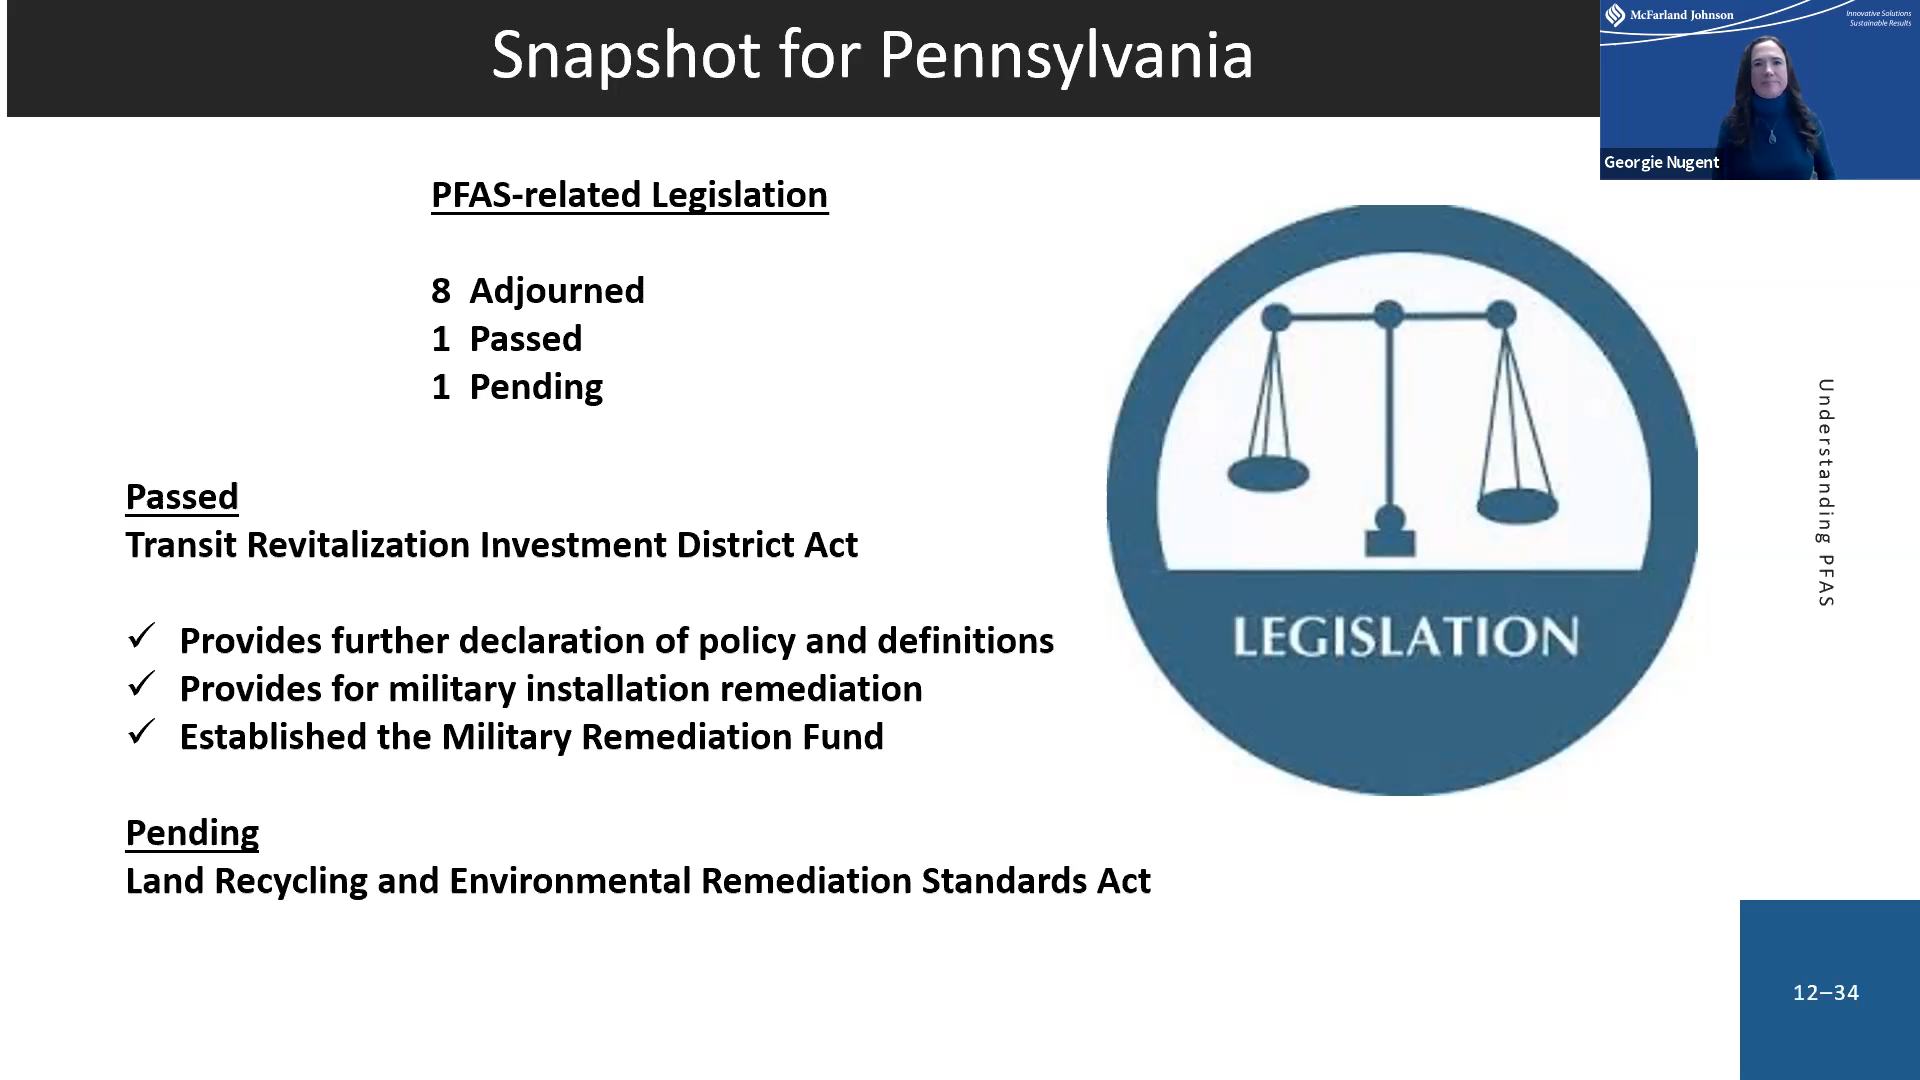 Snapshot for Pennsylvania
McFarland Johnson
Innovative Solutions
Sustainable Results
Georgie Nugent
PFAS-related Legislation
8 Adjourned
1 Passed
1 Pending
Passed
Transit Revitalization Investment District Act
✓ Provides further declaration of policy and definitions
✓ Provides for military installation remediation
✓ Established the Military Remediation Fund
Pending
Land Recycling and Environmental Remediation Standards Act
LEGISLATION
Understanding PFAS
12–34